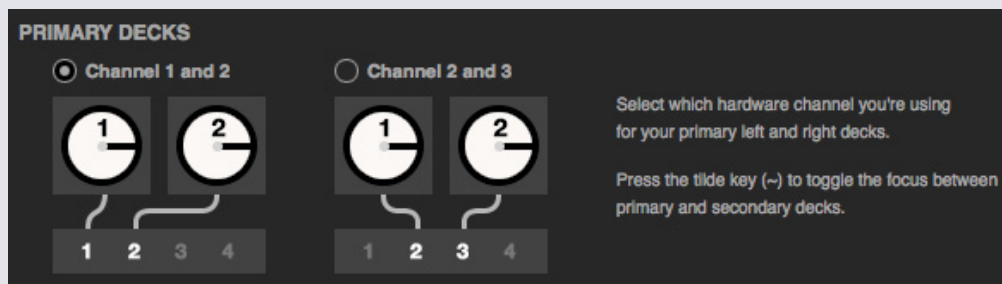 PRIMARY DECKS
Channel 1 and 2
Channel 2 and 3
1
2
1
2
Select which hardware channel you're using
for your primary left and right decks.
Press the tilde key (~) to toggle the focus between
primary and secondary decks.
1 2 3 4
1 2 3 4